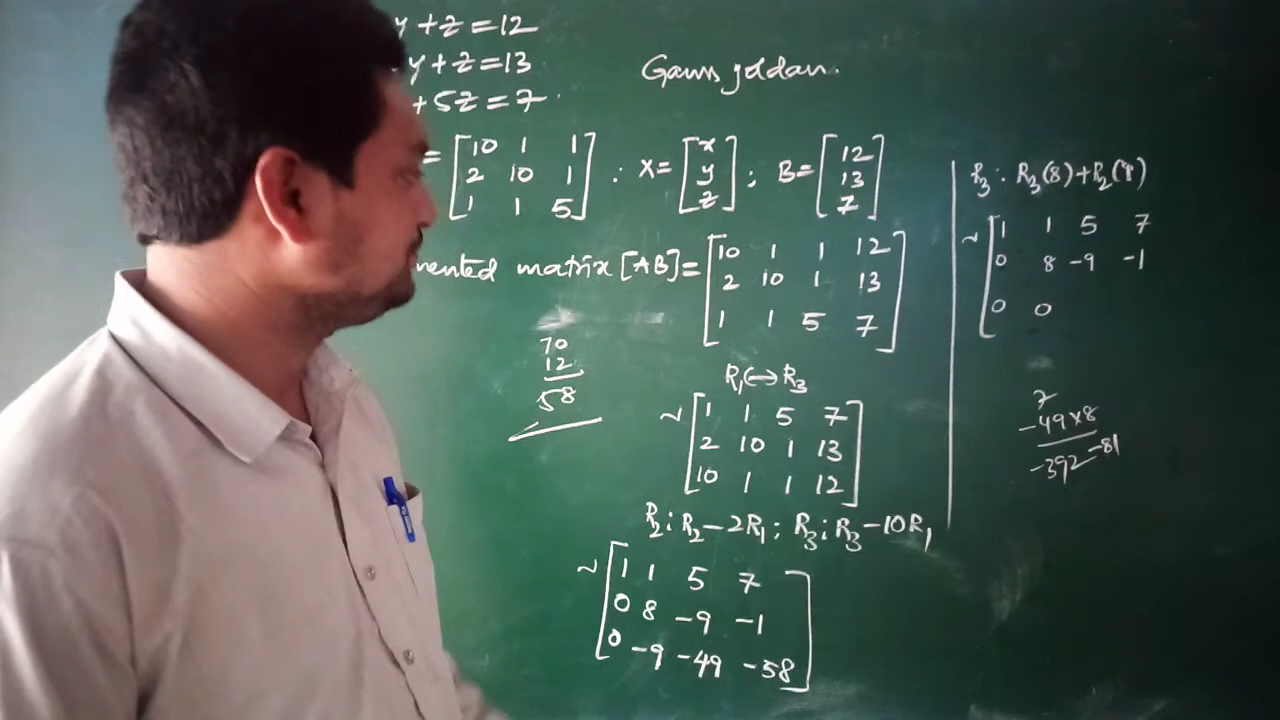 y + z = 12
y + z = 13
+ 5z = 7
Gauss jordan
= [10 1 1
2 10 1
1 1 5] ; X = [x
y
z] ; B = [12
13
7]
mented matrix [AB] = [10 1 1 12
2 10 1 13
1 1 5 7]
70
12
58
R1 ↔ R3
~ [1 1 5 7
2 10 1 13
10 1 1 12]
R2 : R2 – 2R1 ; R3 : R3 – 10R1
~ [1 1 5 7
0 8 -9 -1
0 -9 -49 -58]
R3 : R3(8) + R2(9)
~ [1 1 5 7
0 8 -9 -1
0 0
7
-49 x 8
-392 -81